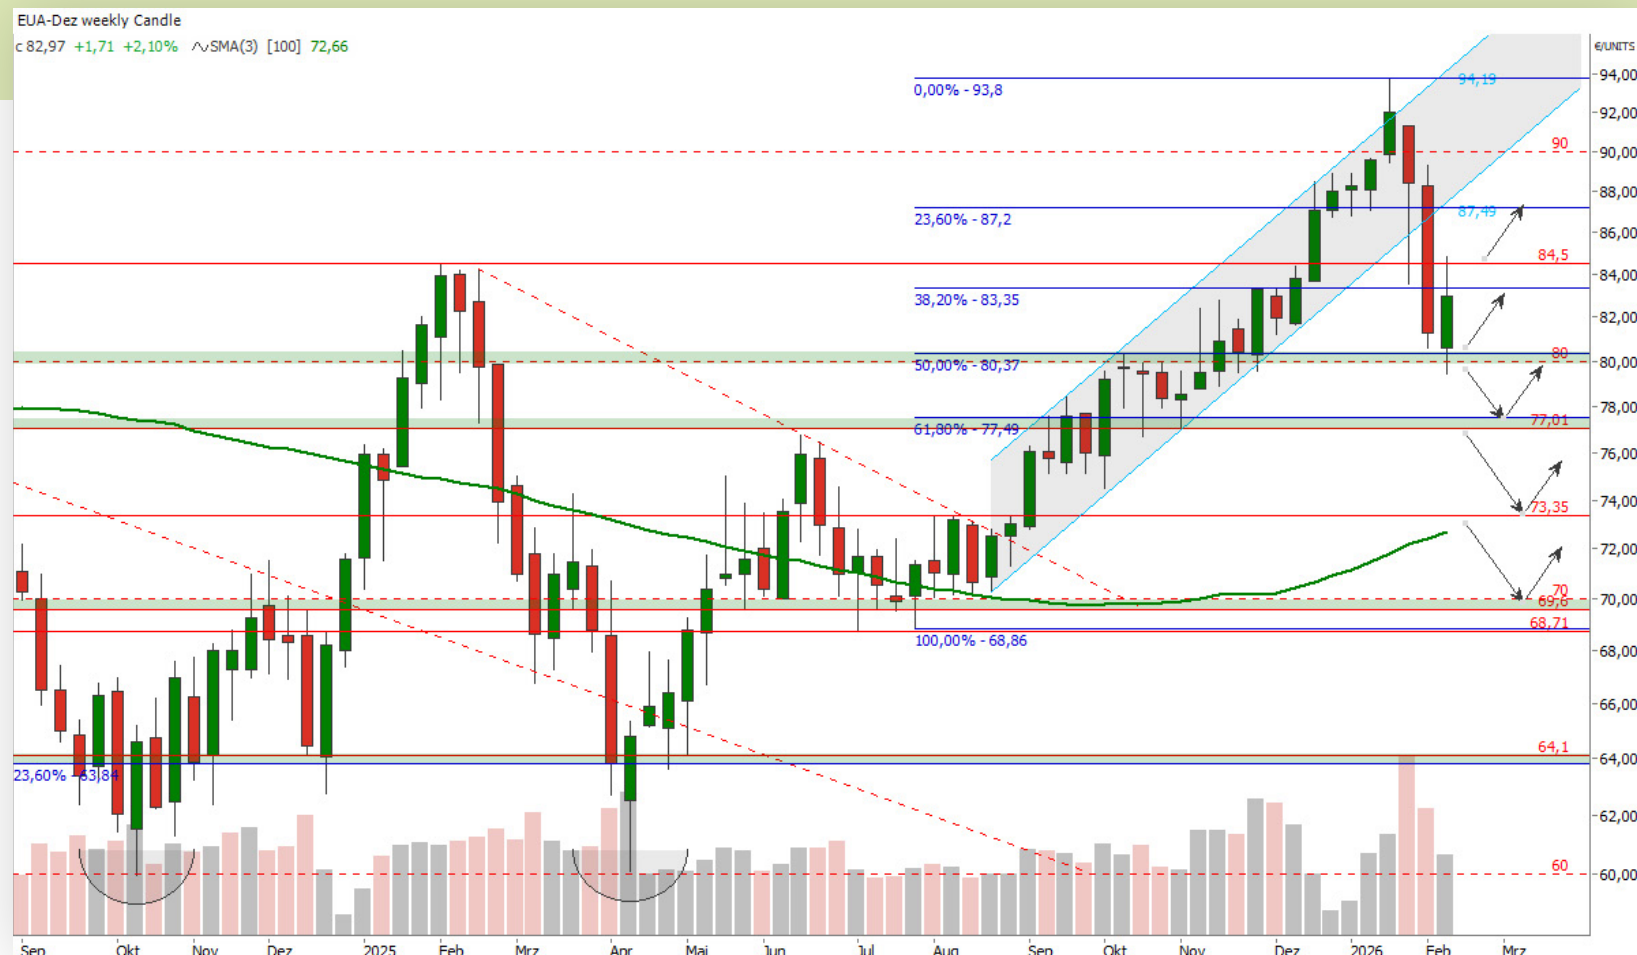 EUA-Dez weekly Candle
c 82,97 +1,71 +2,10% SMA(3) [100] 72,66
€/UNITS
94,00
92,00
90,00
88,00
86,00
84,00
82,00
80,00
78,00
76,00
74,00
72,00
70,00
68,00
66,00
64,00
62,00
60,00
0,00% - 93,8
94,19
90
23,60% - 87,2
87,49
84,5
38,20% - 83,35
80
50,00% - 80,37
77,01
61,80% - 77,49
73,35
70
69,6
68,71
100,00% - 68,86
64,1
23,60% - 63,84
60
Sep Okt Nov Dez 2025 Feb Mrz Apr Mai Jun Jul Aug Sep Okt Nov Dez 2026 Feb Mrz